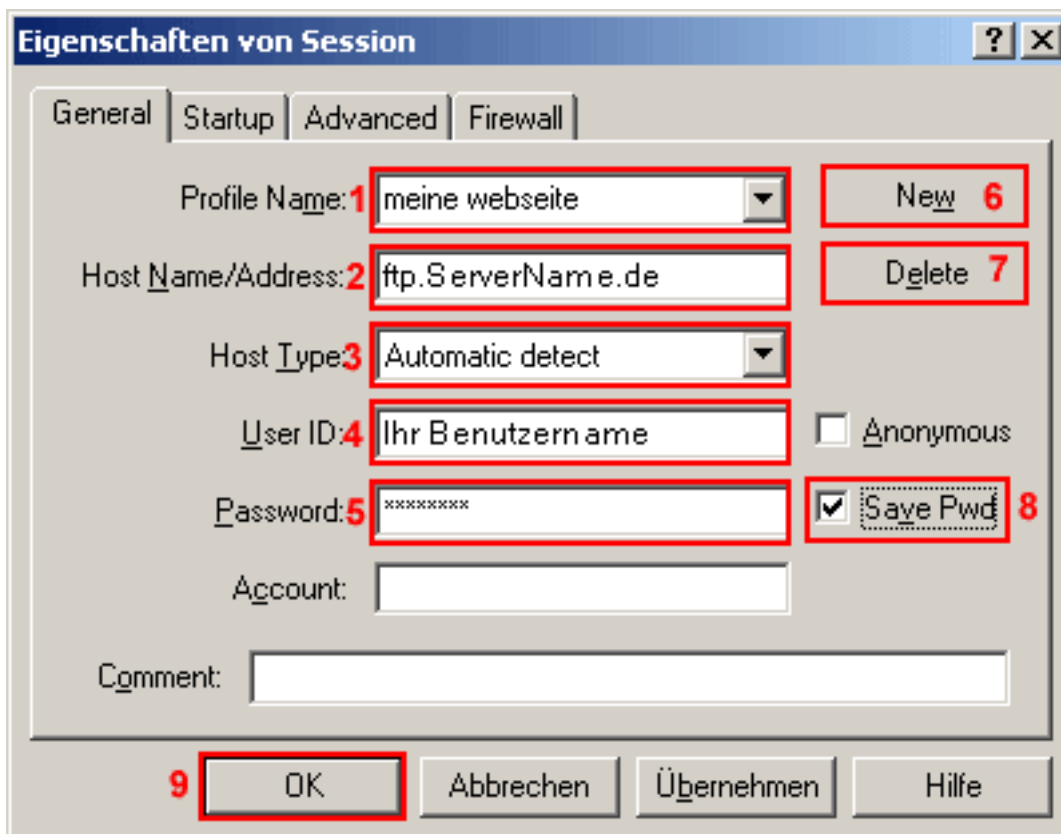 Eigenschaften von Session ? X
General Startup Advanced Firewall
Profile Name: 1 meine webseite New 6
Host Name/Address: 2 ftp.ServerName.de Delete 7
Host Type: 3 Automatic detect
User ID: 4 Ihr Benutzername Anonymous
Password: 5 ******** Save Pwd 8
Account:
Comment:
9 OK Abbrechen Übernehmen Hilfe